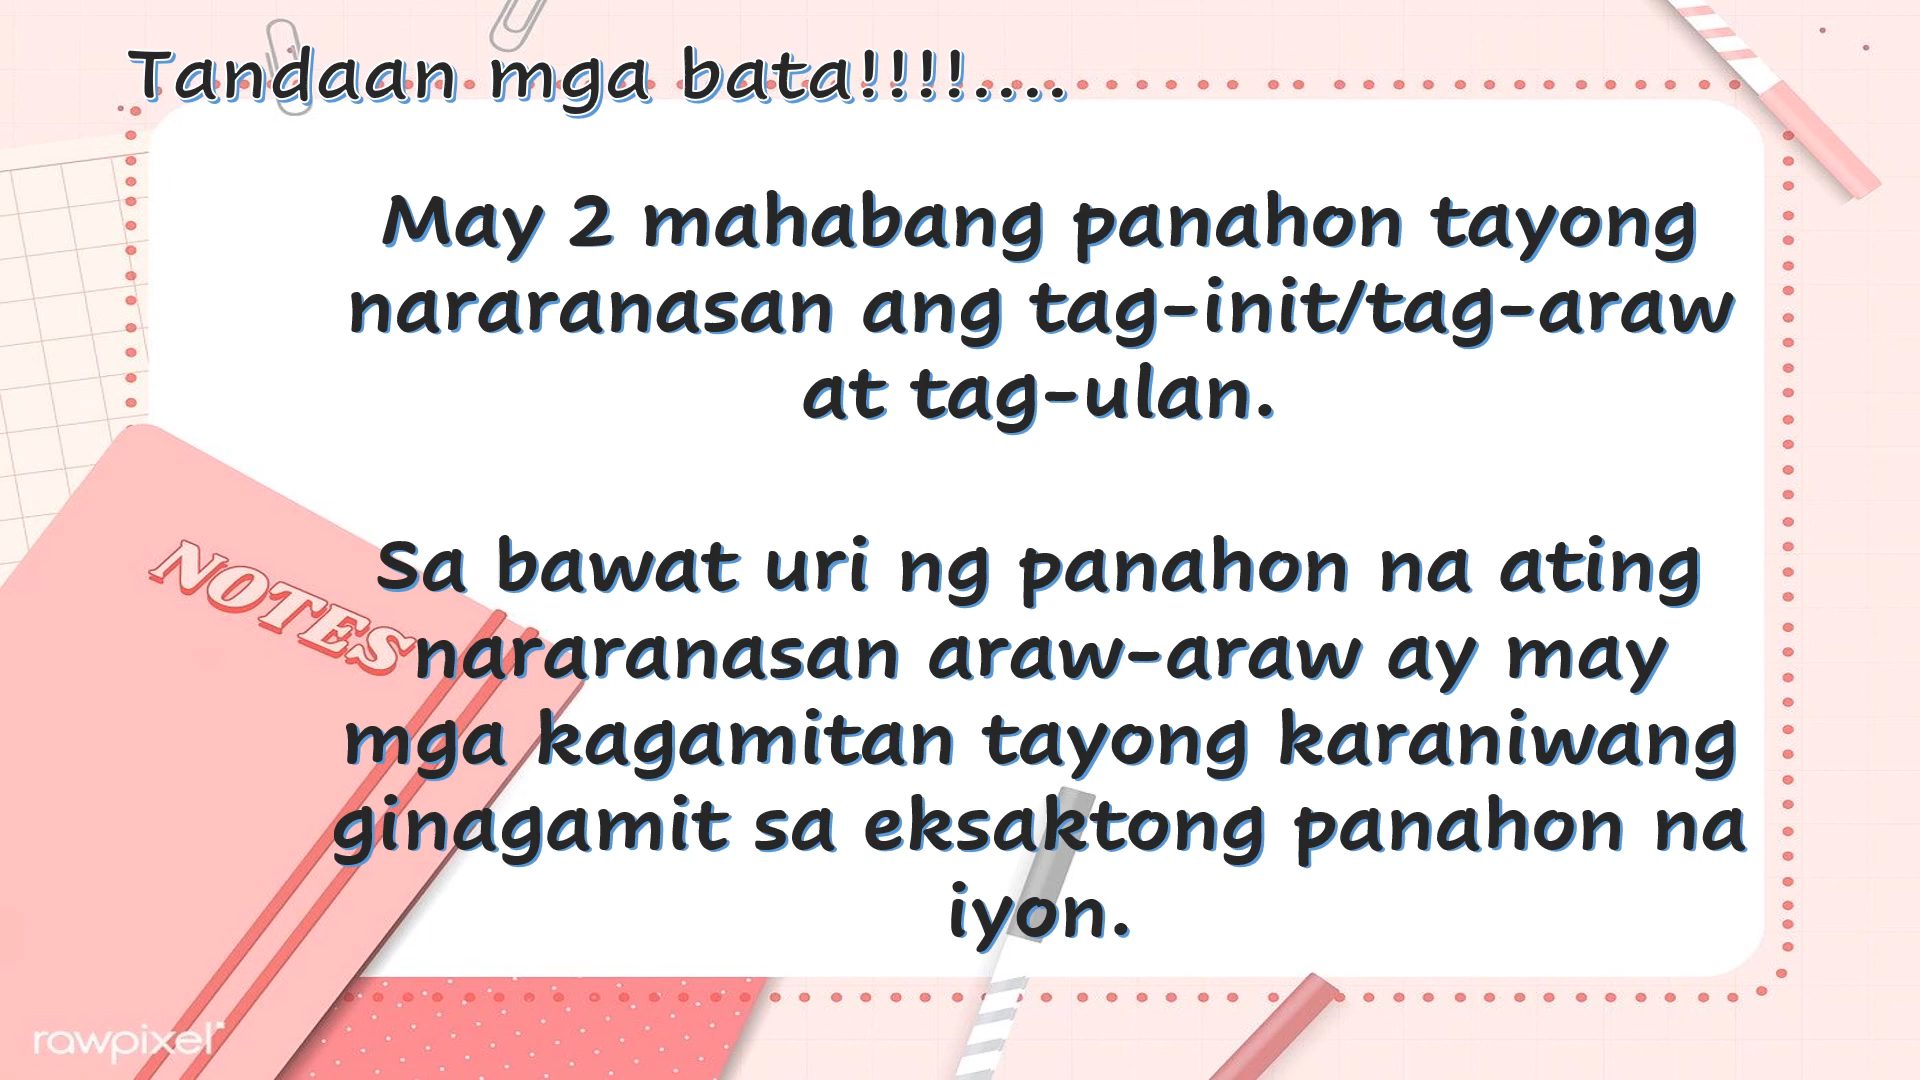 Tandaan mga bata!!!!....
May 2 mahabang panahon tayong
nararanasan ang tag-init/tag-araw
at tag-ulan.
Sa bawat uri ng panahon na ating
nararanasan araw-araw ay may
mga kagamitan tayong karaniwang
ginagamit sa eksaktong panahon na
iyon.
NOTES
rawpixel